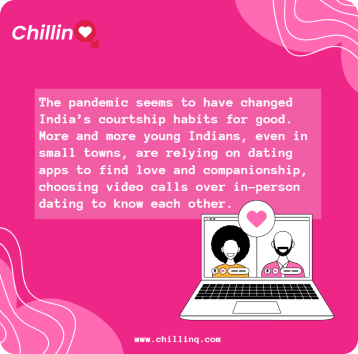 Chillin
The pandemic seems to have changed
India's courtship habits for good.
More and more young Indians, even in
small towns, are relying on dating
apps to find love and companionship,
choosing video calls over in-person
dating to know each other.
www.chillinq.com